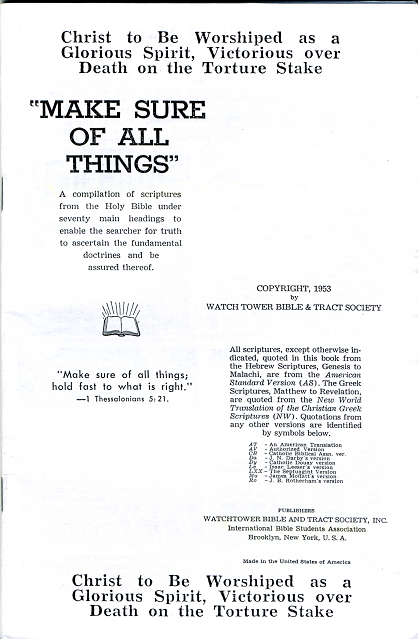 Christ to Be Worshiped as a
Glorious Spirit, Victorious over
Death on the Torture Stake
"MAKE SURE
OF ALL
THINGS"
A compilation of scriptures
from the Holy Bible under
seventy main headings to
enable the searcher for truth
to ascertain the fundamental
doctrines and be
assured thereof.
"Make sure of all things;
hold fast to what is right."
—1 Thessalonians 5:21.
COPYRIGHT, 1953
by
WATCH TOWER BIBLE & TRACT SOCIETY
All scriptures, except otherwise in-
dicated, quoted in this book from
the Hebrew Scriptures, Genesis to
Malachi, are from the American
Standard Version (AS). The Greek
Scriptures, Matthew to Revelation,
are quoted from the New World
Translation of the Christian Greek
Scriptures (NW). Quotations from
any other versions are identified
by symbols below.
AT – An American Translation
AV – Authorized Version
CB – Catholic Biblical Assn. ver.
Da – J. N. Darby's version
Dy – Catholic Douay version
Le – Isaac Leeser's version
LXX – The Septuagint Version
Mo – James Moffatt's version
Ro – J. B. Rotherham's version
PUBLISHERS
WATCHTOWER BIBLE AND TRACT SOCIETY, INC.
International Bible Students Association
Brooklyn, New York, U. S. A.
Made in the United States of America
Christ to Be Worshiped as a
Glorious Spirit, Victorious over
Death on the Torture Stake